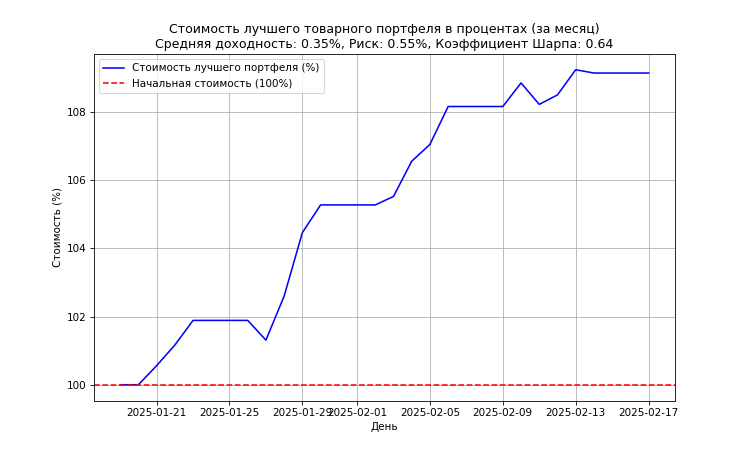 Стоимость лучшего товарного портфеля в процентах (за месяц)
Средняя доходность: 0.35%, Риск: 0.55%, Коэффициент Шарпа: 0.64
Стоимость лучшего портфеля (%)
Начальная стоимость (100%)
Стоимость (%)
108
106
104
102
100
2025-01-21 2025-01-25 2025-01-29 2025-02-01 2025-02-05 2025-02-09 2025-02-13 2025-02-17
День